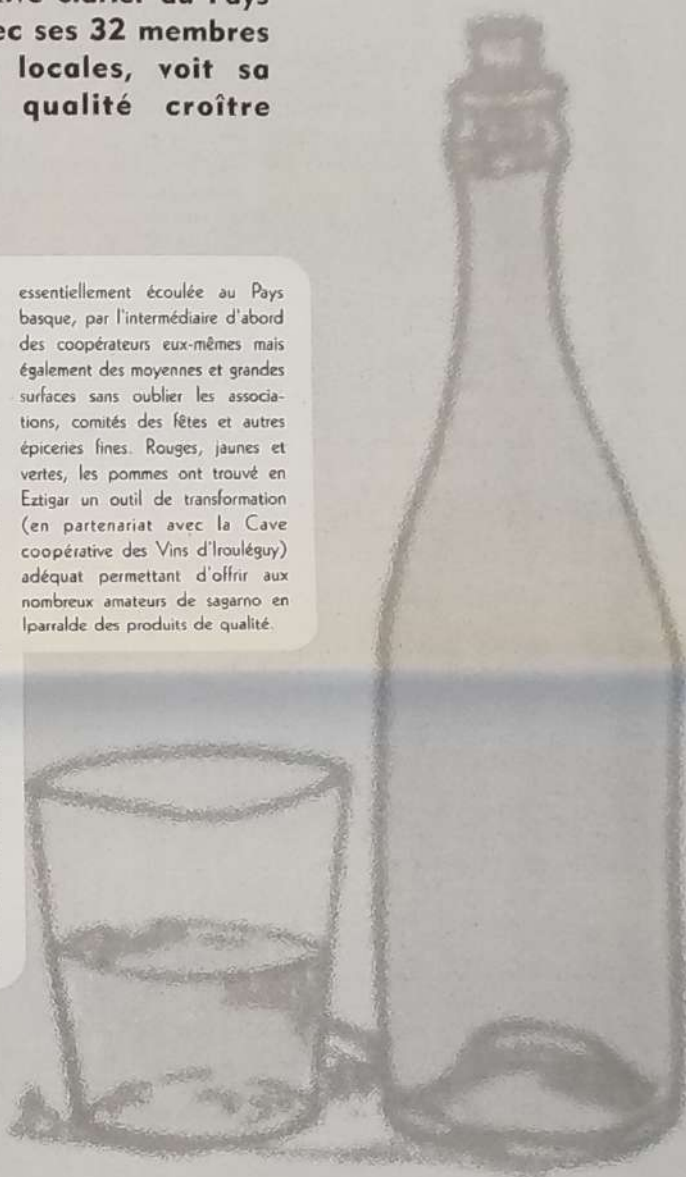 ses 32 membres
locales, voit sa
qualité croître
essentiellement écoulée au Pays
basque, par l'intermédiaire d'abord
des coopérateurs eux-mêmes mais
également des moyennes et grandes
surfaces sans oublier les associa-
tions, comités des fêtes et autres
épiceries fines. Rouges, jaunes et
vertes, les pommes ont trouvé en
Eztigar un outil de transformation
(en partenariat avec la Cave
coopérative des Vins d'Irouléguy)
adéquat permettant d'offrir aux
nombreux amateurs de sagarno en
Iparralde des produits de qualité.